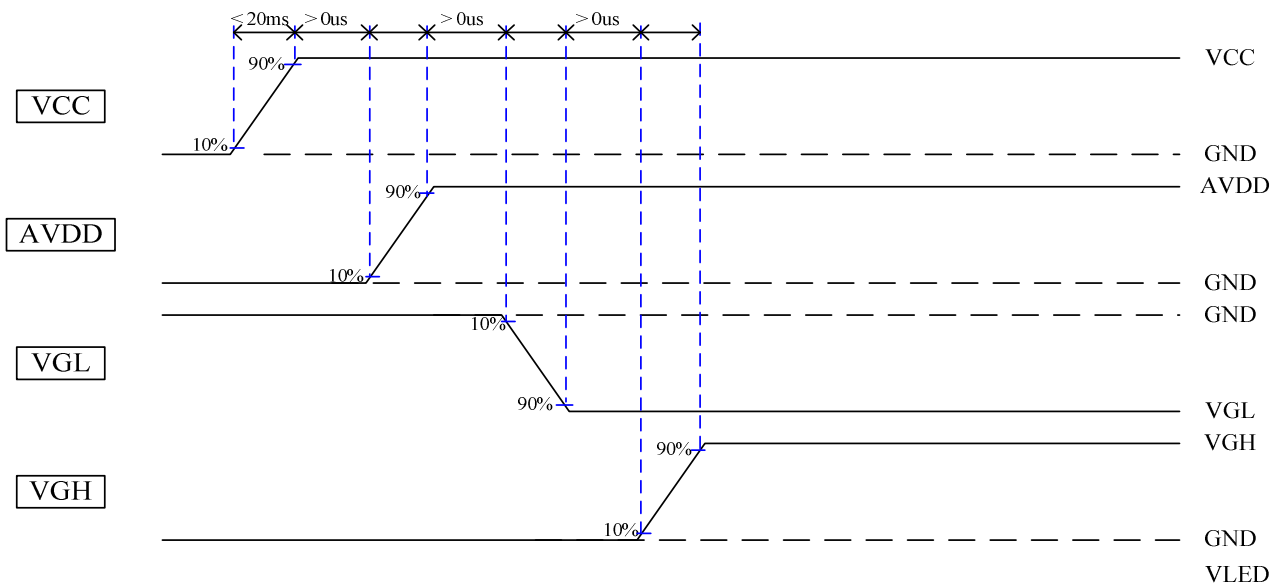 <20ms >0us >0us >0us
90% VCC
VCC
10% GND
90% AVDD
AVDD
10% GND
10% GND
VGL
90% VGL
90% VGH
VGH
10% GND
VLED